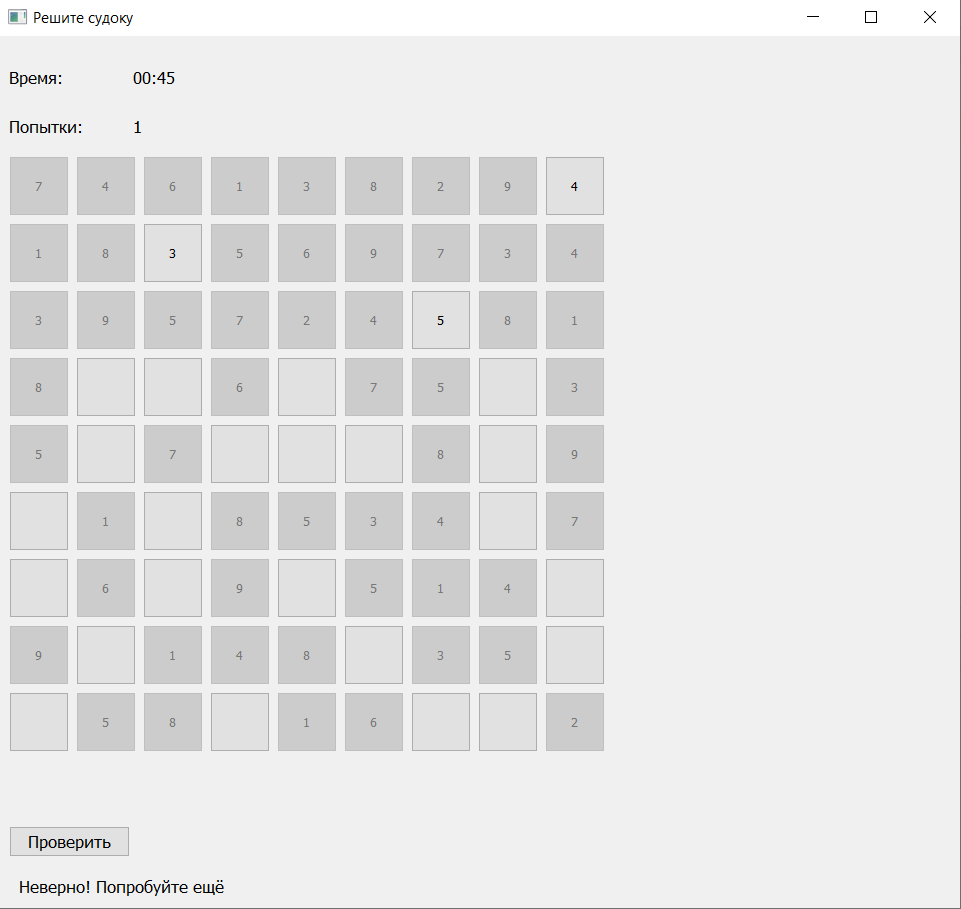 Решите судоку
Время: 00:45
Попытки: 1
7 4 6 1 3 8 2 9 4
1 8 3 5 6 9 7 3 4
3 9 5 7 2 4 5 8 1
8 6 7 5 3
5 7 8 9
1 8 5 3 4 7
6 9 5 1 4
9 1 4 8 3 5
5 8 1 6 2
Проверить
Неверно! Попробуйте ещё